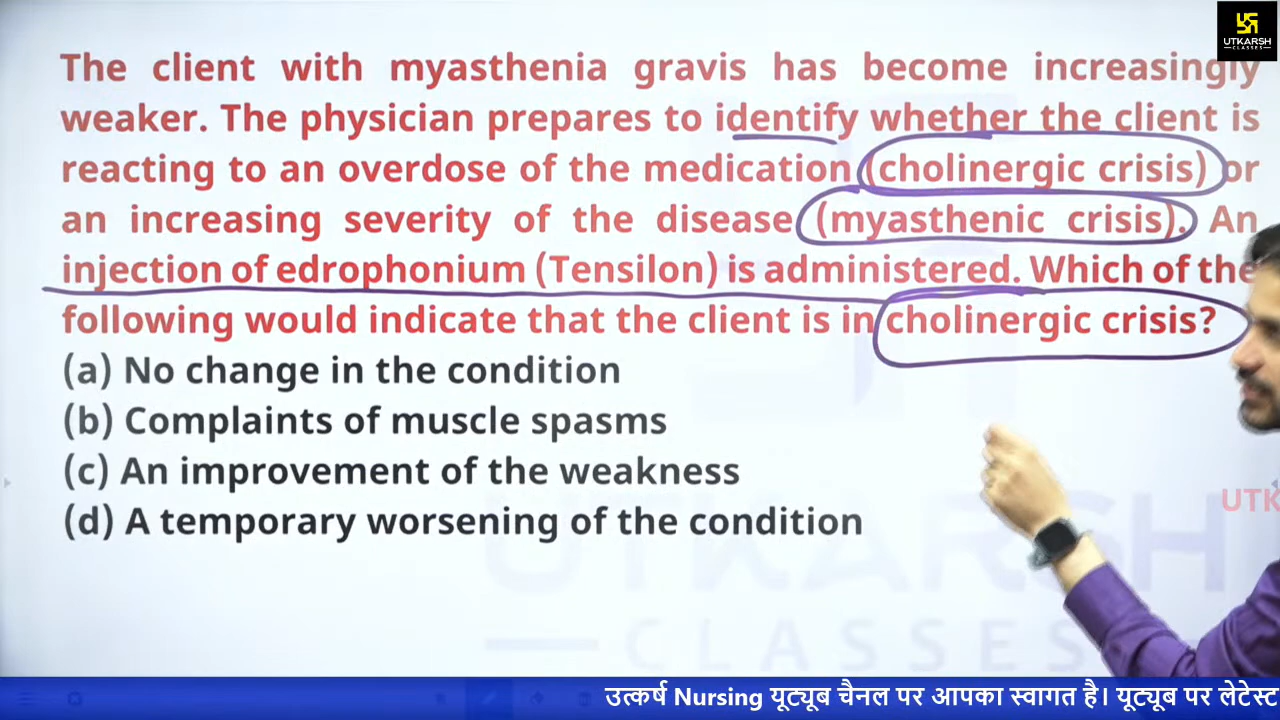 UTKARSH
CLASSES
The client with myasthenia gravis has become increasingly
weaker. The physician prepares to identify whether the client is
reacting to an overdose of the medication (cholinergic crisis) or
an increasing severity of the disease (myasthenic crisis). An
injection of edrophonium (Tensilon) is administered. Which of the
following would indicate that the client is in cholinergic crisis?
(a) No change in the condition
(b) Complaints of muscle spasms
(c) An improvement of the weakness
(d) A temporary worsening of the condition
UTK
UTKARSH
CLASSES
उत्कर्ष Nursing यूट्यूब चैनल पर आपका स्वागत है। यूट्यूब पर लेटेस्ट